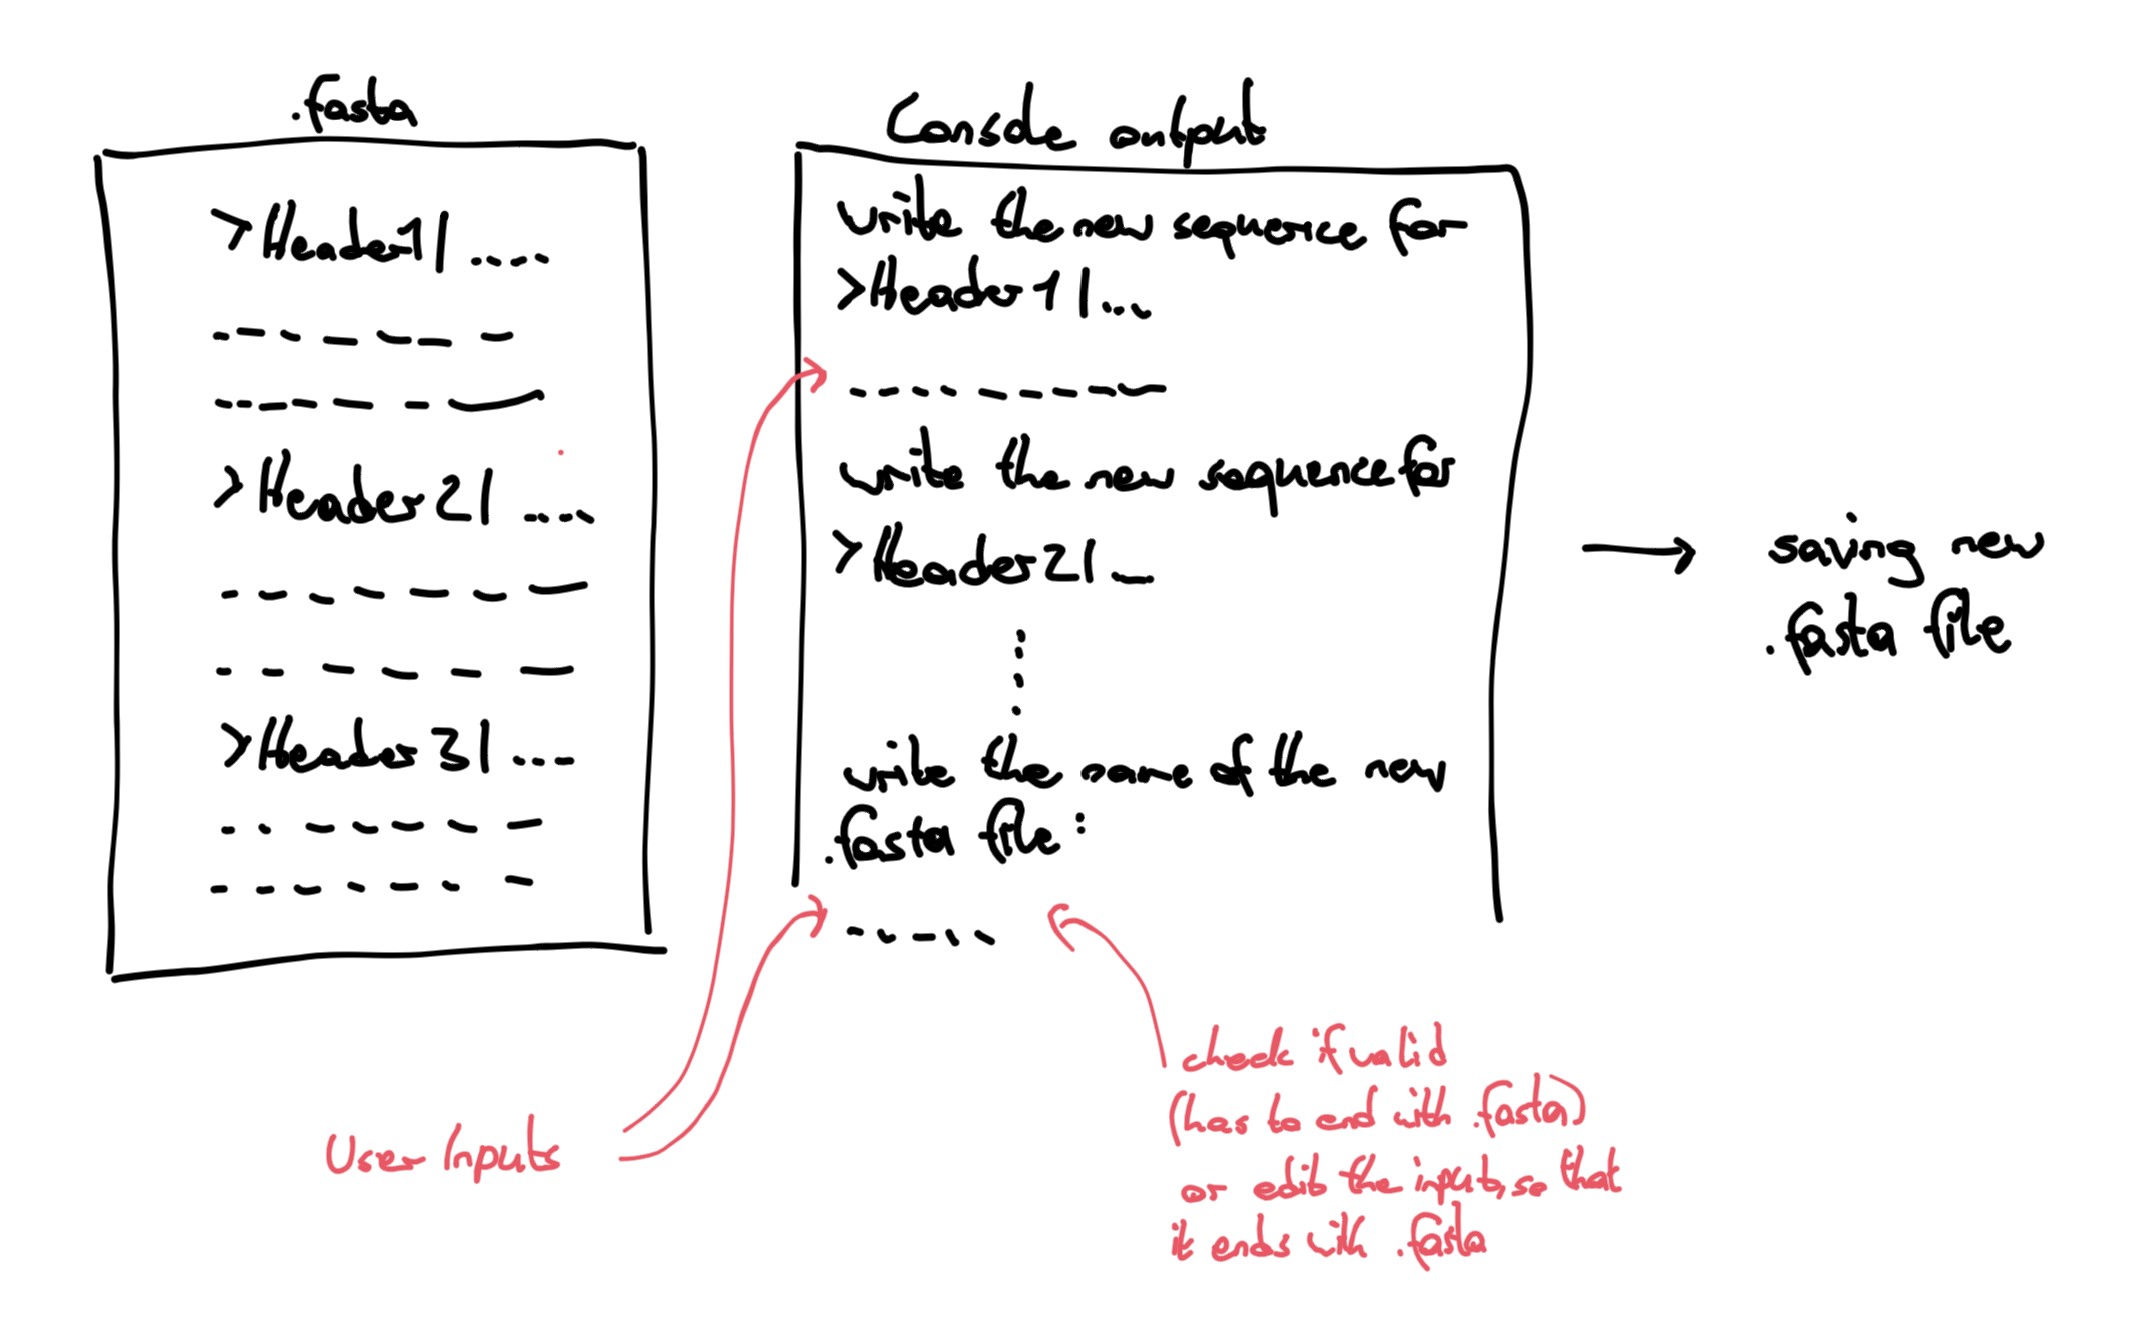 .fasta
>Header1| ....
>Header2| ....
>Header3| ....
Console output
write the new sequence for
>Header1|...
write the new sequence for
>Header2|...
write the name of the new
.fasta file:
saving new
.fasta file
User Inputs
check if valid
(has to end with .fasta)
or edit the input, so that
it ends with .fasta